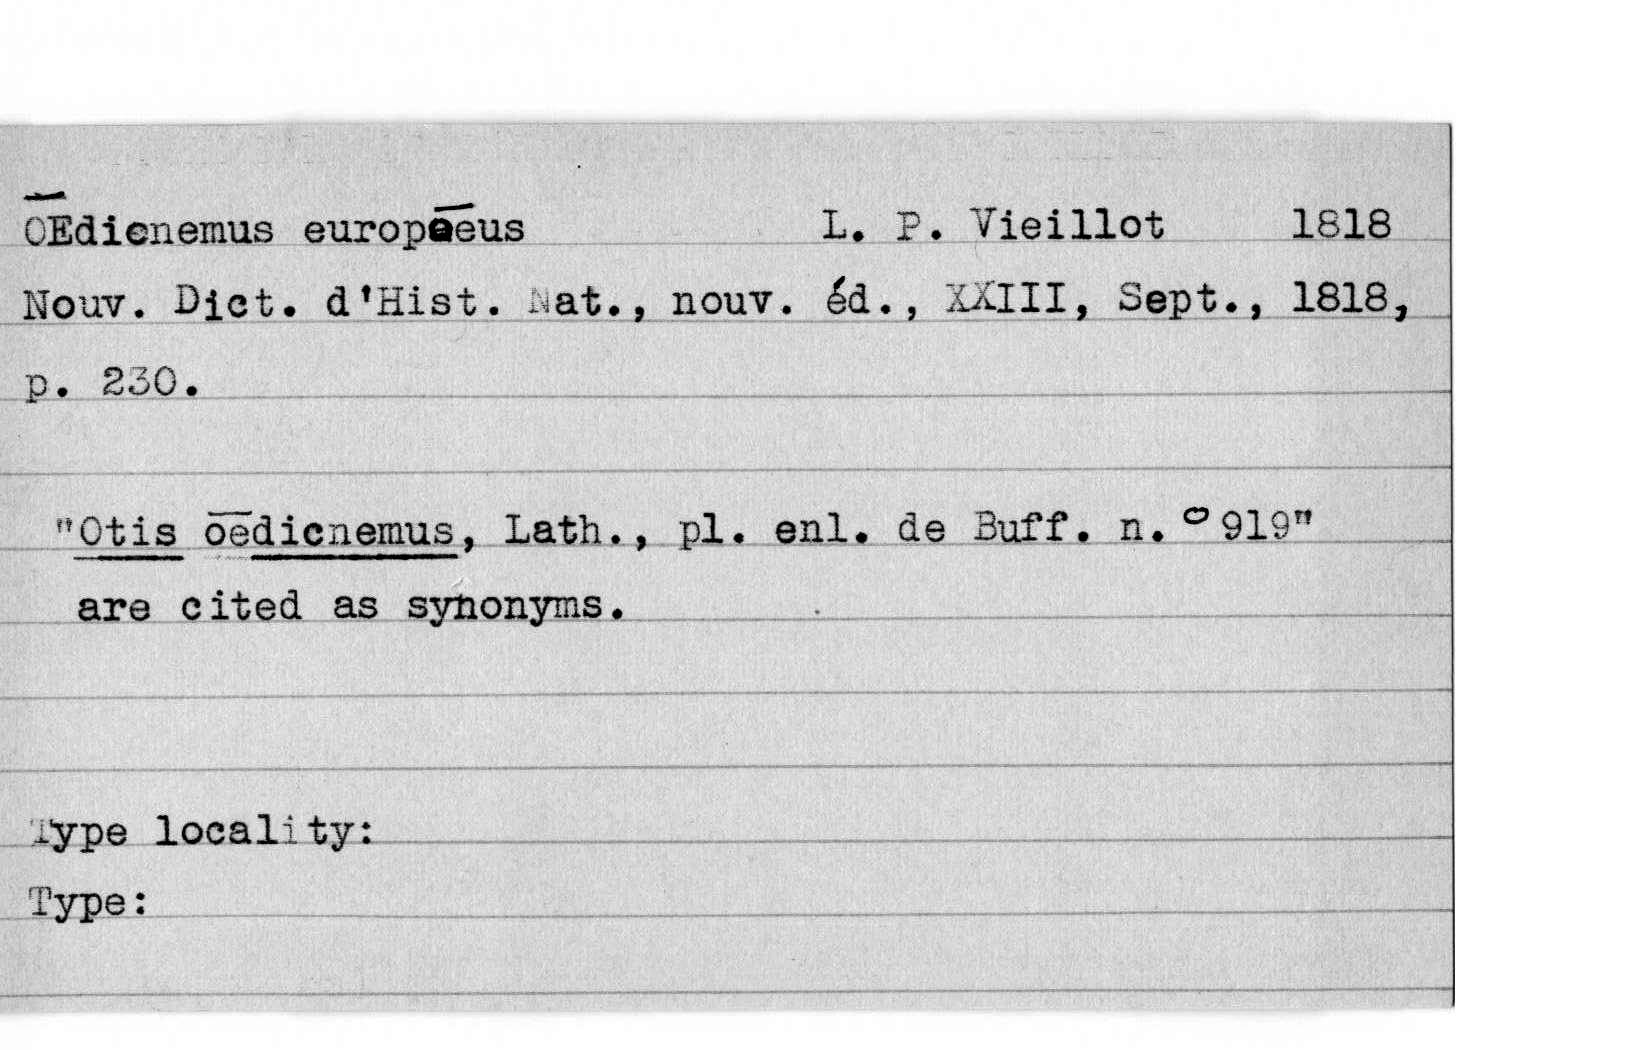 OEdicnemus europaeus L. P. Vieillot 1818
Nouv. Dict. d'Hist. Nat., nouv. éd., XXIII, Sept., 1818,
p. 230.
"Otis oedicnemus, Lath., pl. enl. de Buff. n.º 919"
are cited as synonyms.
Type locality:
Type: